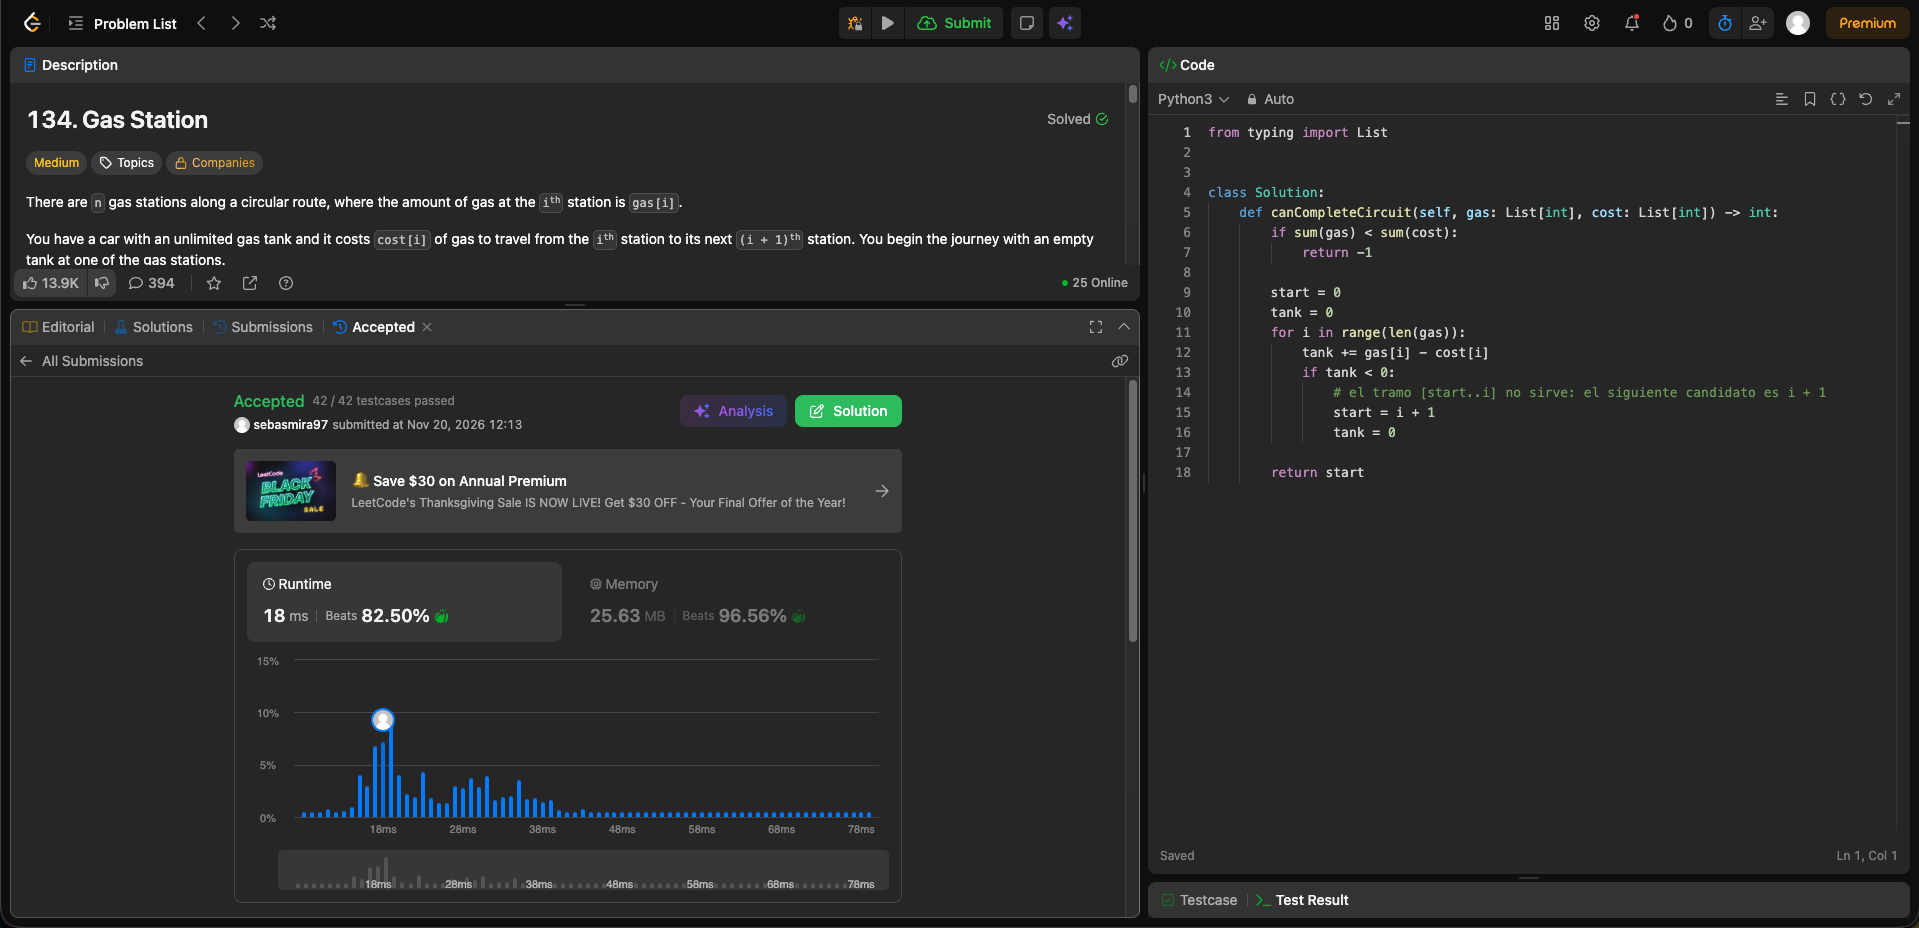 Problem List
Submit
0
Premium
Description
134. Gas Station
Solved
Medium
Topics
Companies
There are n gas stations along a circular route, where the amount of gas at the ith station is gas[i].
You have a car with an unlimited gas tank and it costs cost[i] of gas to travel from the ith station to its next (i + 1)th station. You begin the journey with an empty
tank at one of the gas stations.
13.9K
394
25 Online
Editorial
Solutions
Submissions
Accepted
All Submissions
Accepted 42 / 42 testcases passed
sebasmira97 submitted at Nov 20, 2026 12:13
Analysis
Solution
LeetCode
BLACK
FRIDAY
SALE
Save $30 on Annual Premium
LeetCode's Thanksgiving Sale IS NOW LIVE! Get $30 OFF - Your Final Offer of the Year!
Runtime
18 ms | Beats 82.50%
Memory
25.63 MB | Beats 96.56%
15%
10%
5%
0%
18ms 28ms 38ms 48ms 58ms 68ms 78ms
18ms 28ms 38ms 48ms 58ms 68ms 78ms
Code
Python3
Auto
1 from typing import List
2
3
4 class Solution:
5     def canCompleteCircuit(self, gas: List[int], cost: List[int]) -> int:
6         if sum(gas) < sum(cost):
7             return -1
8
9         start = 0
10         tank = 0
11         for i in range(len(gas)):
12             tank += gas[i] - cost[i]
13             if tank < 0:
14                 # el tramo [start..i] no sirve: el siguiente candidato es i + 1
15                 start = i + 1
16                 tank = 0
17
18         return start
Saved
Ln 1, Col 1
Testcase
Test Result